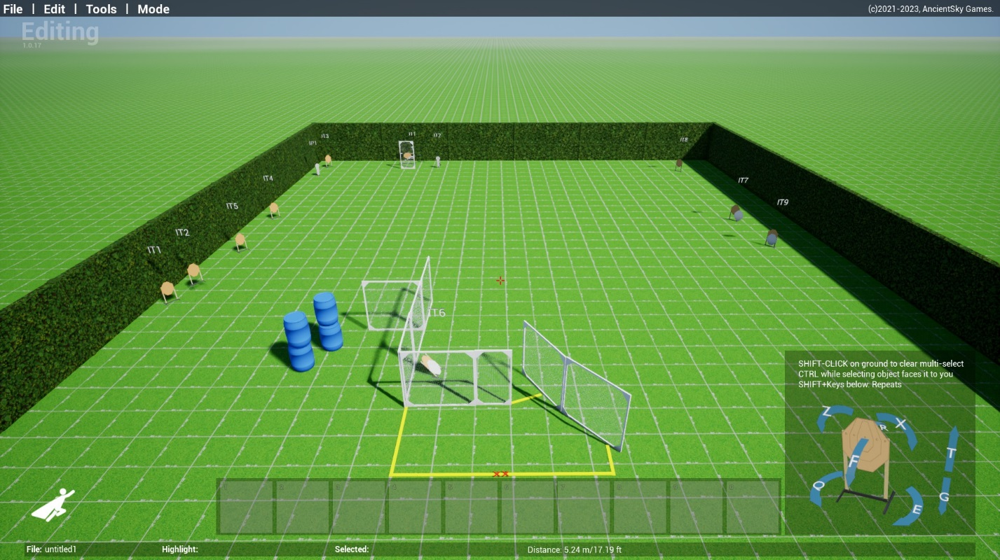 File | Edit | Tools | Mode
(c)2021-2023, AncientSky Games.
Editing
1.0.17
IT3
IT1
IT7
IT8
IP1
IT4
IT7
IT5
IT9
IT2
IT1
IT6
SHIFT-CLICK on ground to clear multi-select
CTRL while selecting object faces it to you
SHIFT+Keys below: Repeats
Z
R
X
F
T
Q
G
E
XX
File: untitled1
Highlight:
Selected:
Distance: 5.24 m/17.19 ft